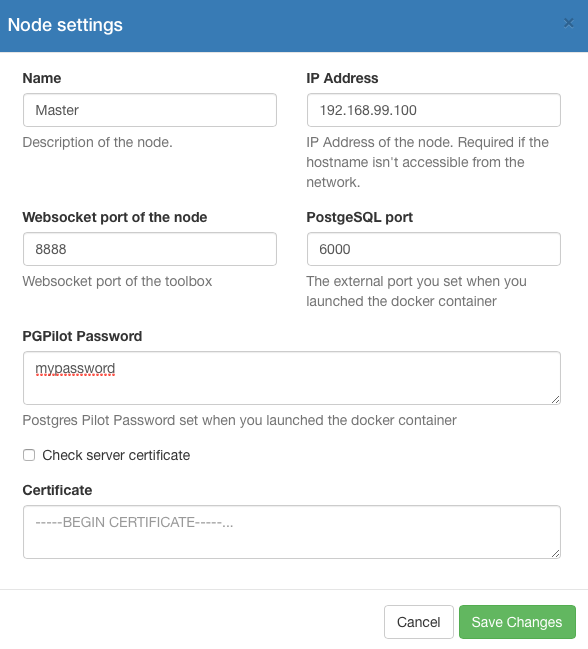 Node settings ×
Name
Master
Description of the node.
IP Address
192.168.99.100
IP Address of the node. Required if the
hostname isn't accessible from the
network.
Websocket port of the node
8888
Websocket port of the toolbox
PostgeSQL port
6000
The external port you set when you
launched the docker container
PGPilot Password
mypassword
Postgres Pilot Password set when you launched the docker container
Check server certificate
Certificate
-----BEGIN CERTIFICATE-----...
Cancel
Save Changes